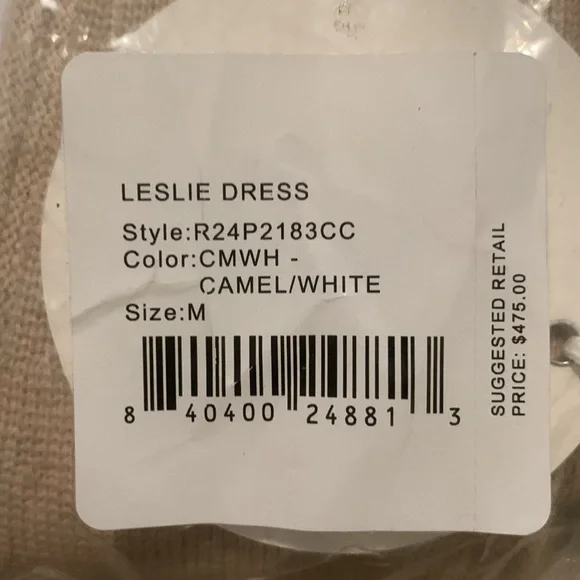 LESLIE DRESS
Style:R24P2183CC
Color:CMWH -
CAMEL/WHITE
Size:M
8 40400 24881 3
SUGGESTED RETAIL
PRICE: $475.00